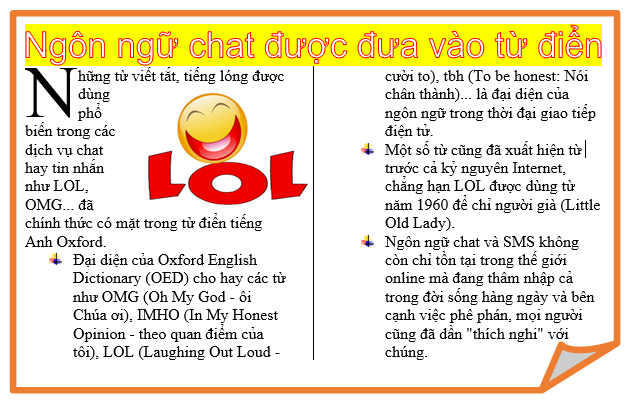 Ngôn ngữ chat được đưa vào từ điển
Những từ viết tắt, tiếng lóng được
dùng
phổ
biến trong các
dịch vụ chat
hay tin nhắn
như LOL,
OMG... đã
chính thức có mặt trong từ điển tiếng
Anh Oxford.
LOL
Đại diện của Oxford English
Dictionary (OED) cho hay các từ
như OMG (Oh My God - ôi
Chúa ơi), IMHO (In My Honest
Opinion - theo quan điểm của
tôi), LOL (Laughing Out Loud -
cười to), tbh (To be honest: Nói
chân thành)... là đại diện của
ngôn ngữ trong thời đại giao tiếp
điện tử.
Một số từ cũng đã xuất hiện từ
trước cả kỷ nguyên Internet,
chẳng hạn LOL được dùng từ
năm 1960 để chỉ người già (Little
Old Lady).
Ngôn ngữ chat và SMS không
còn chỉ tồn tại trong thế giới
online mà đang thâm nhập cả
trong đời sống hàng ngày và bên
cạnh việc phê phán, mọi người
cũng đã dần "thích nghi" với
chúng.